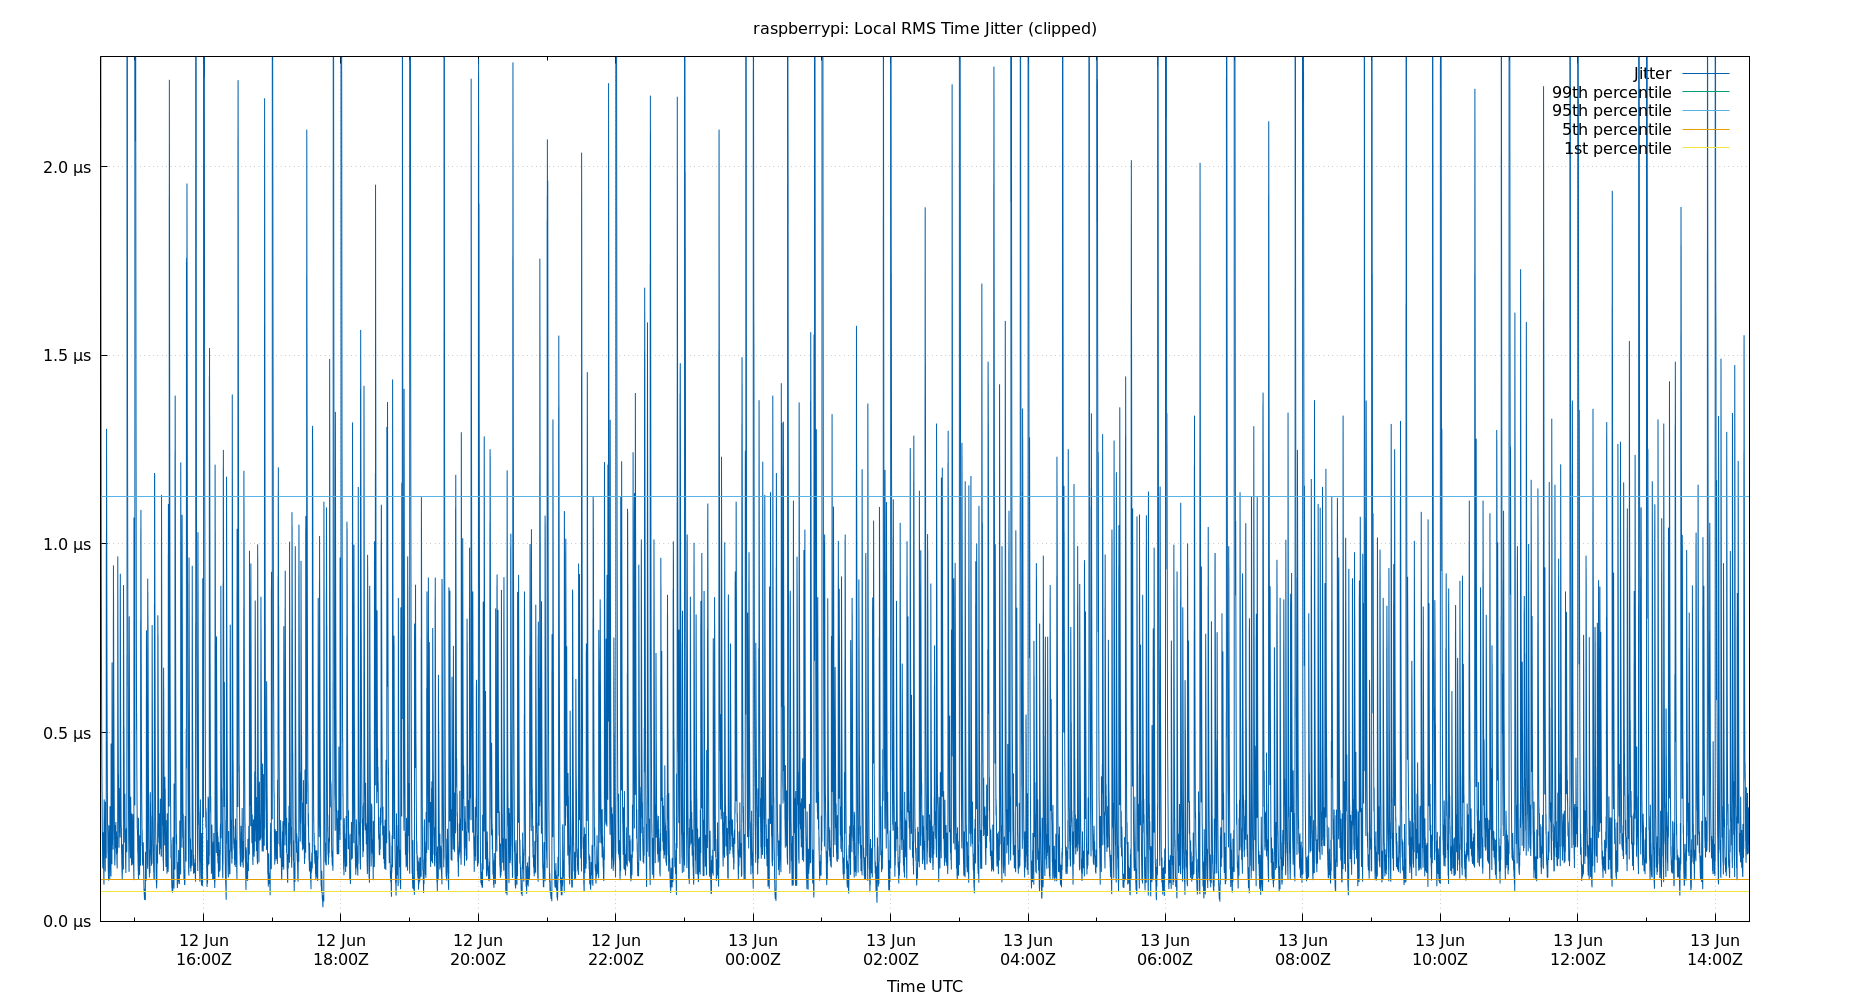 raspberrypi: Local RMS Time Jitter (clipped)
Jitter
99th percentile
95th percentile
5th percentile
1st percentile
2.0 µs
1.5 µs
1.0 µs
0.5 µs
0.0 µs
12 Jun 12 Jun 12 Jun 12 Jun 13 Jun 13 Jun 13 Jun 13 Jun 13 Jun 13 Jun 13 Jun 13 Jun
16:00Z 18:00Z 20:00Z 22:00Z 00:00Z 02:00Z 04:00Z 06:00Z 08:00Z 10:00Z 12:00Z 14:00Z
Time UTC